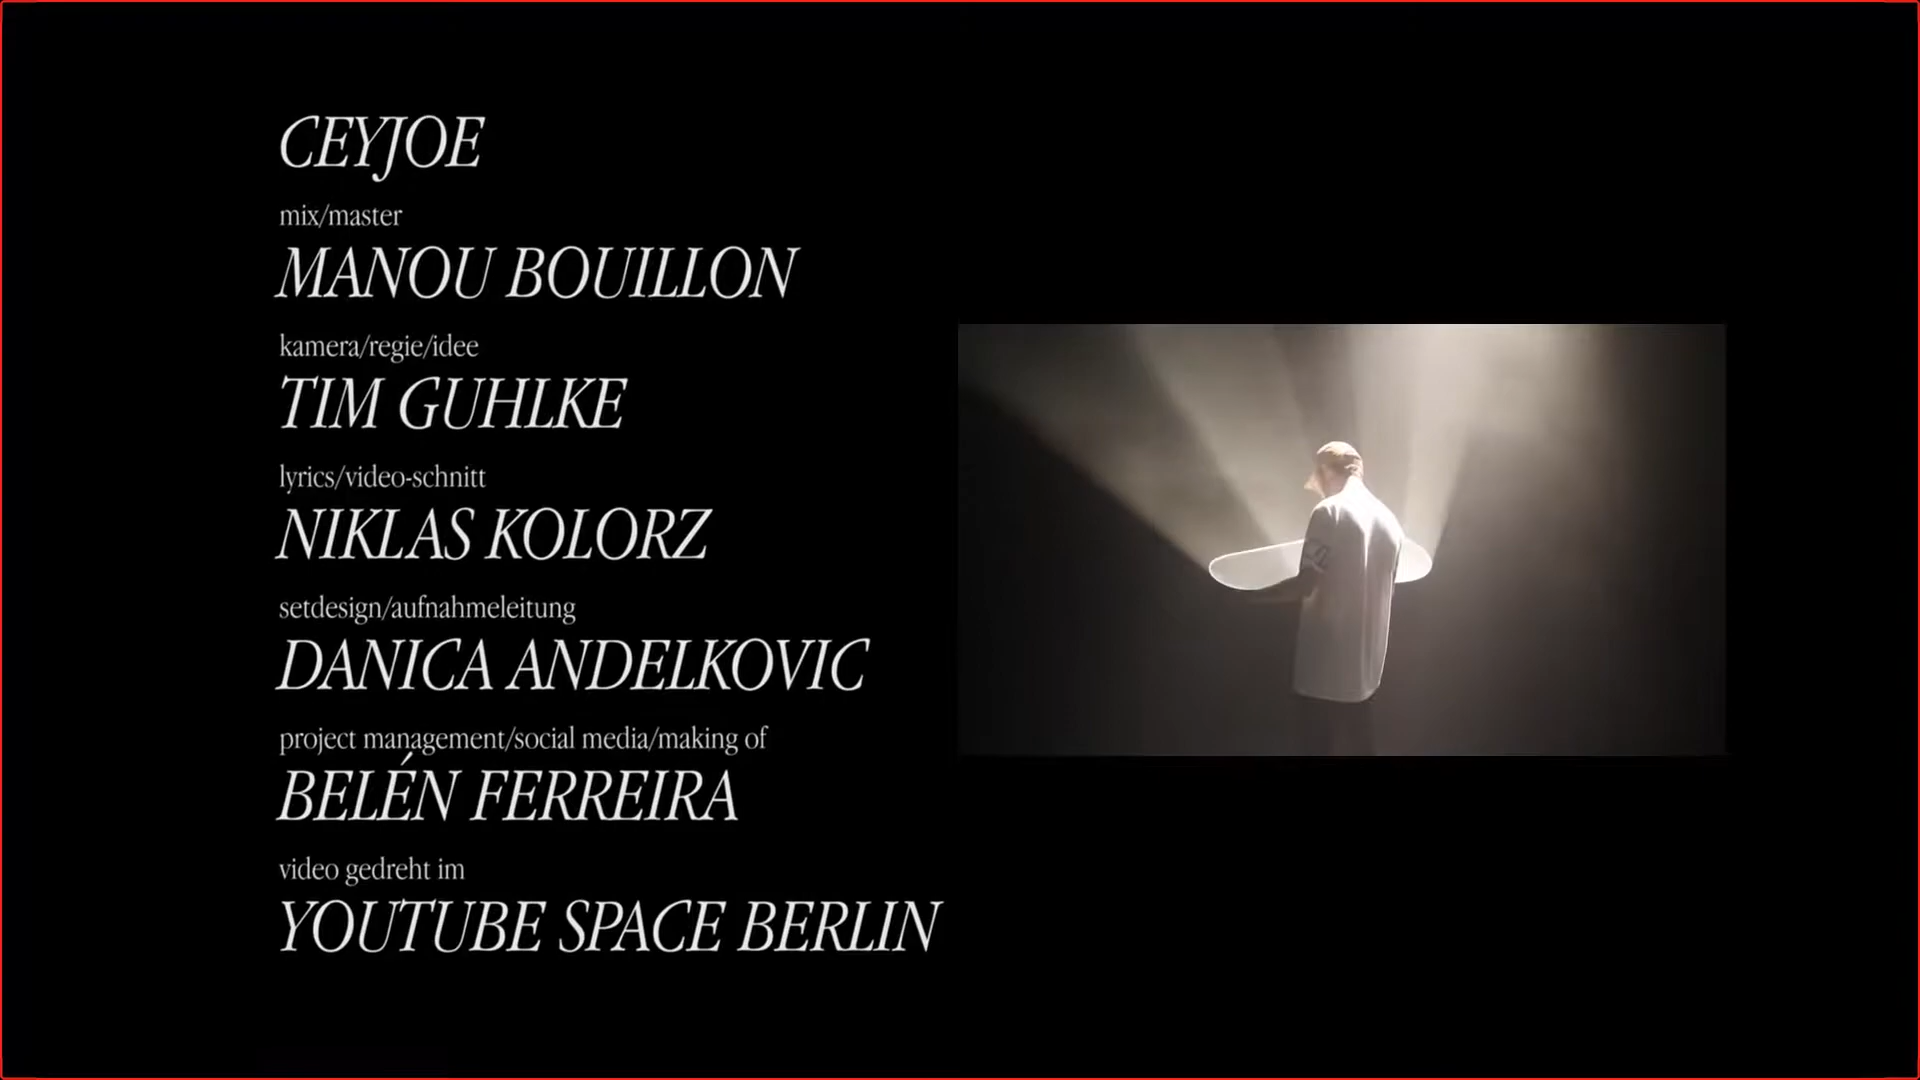 CEYJOE
mix/master
MANOU BOUILLON
kamera/regie/idee
TIM GUHLKE
lyrics/video-schnitt
NIKLAS KOLORZ
setdesign/aufnahmeleitung
DANICA ANDELKOVIC
project management/social media/making of
BELÉN FERREIRA
video gedreht im
YOUTUBE SPACE BERLIN